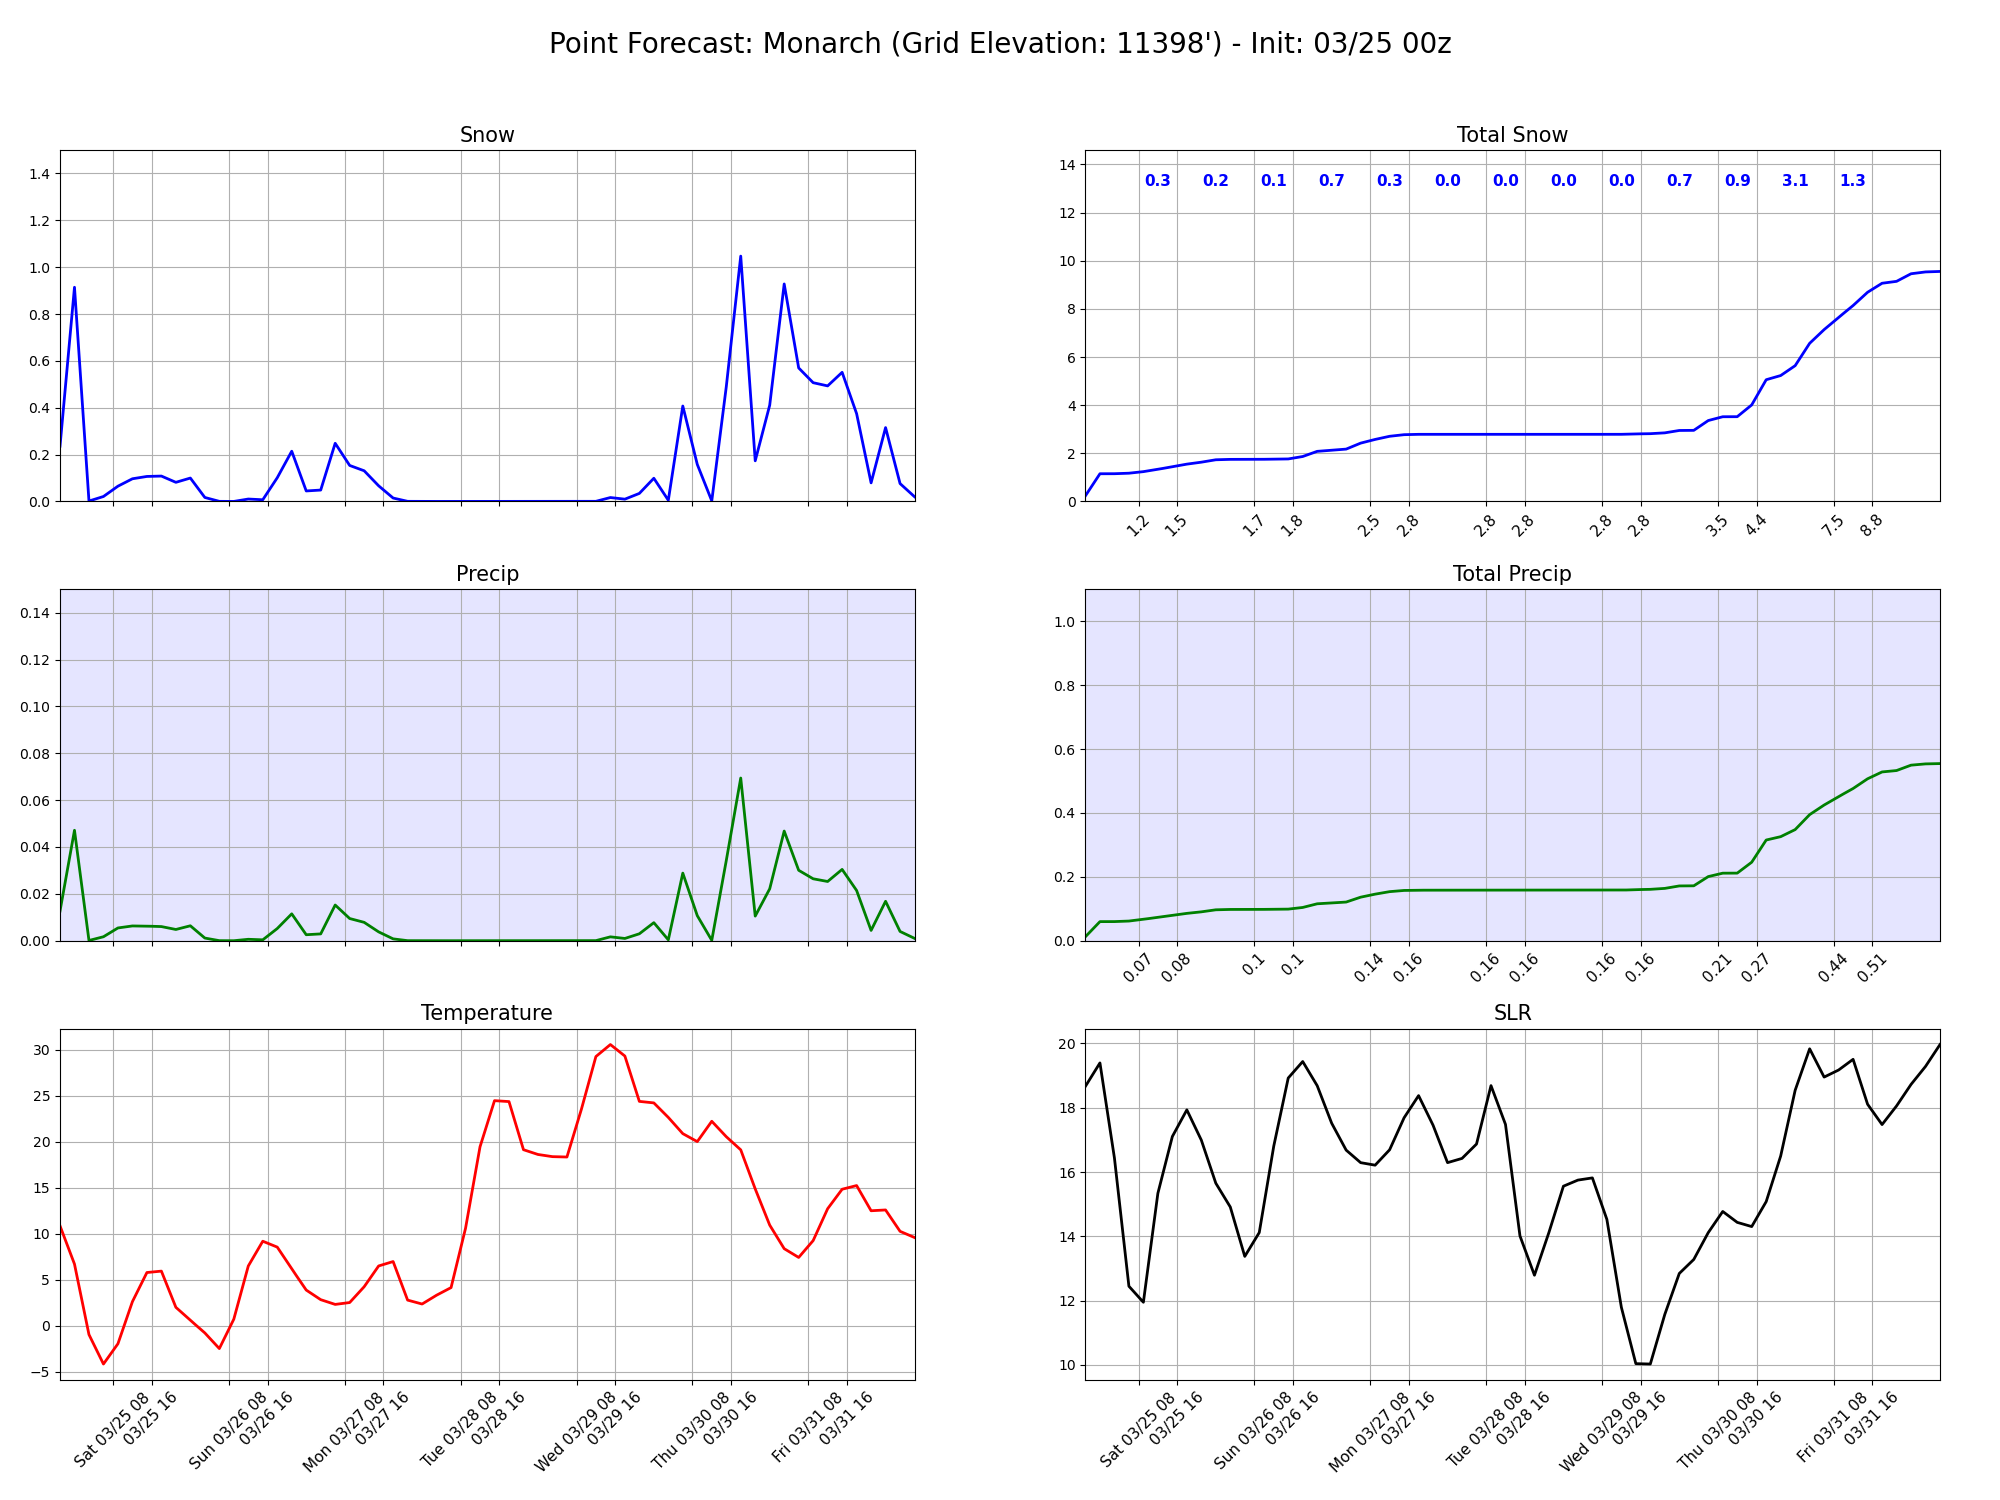 Point Forecast: Monarch (Grid Elevation: 11398') - Init: 03/25 00z
Snow
1.4
1.2
1.0
0.8
0.6
0.4
0.2
0.0
Total Snow
14
12
10
8
6
4
2
0
0.3 0.2 0.1 0.7 0.3 0.0 0.0 0.0 0.0 0.7 0.9 3.1 1.3
1.2 1.5 1.7 1.8 2.5 2.8 2.8 2.8 2.8 2.8 3.5 4.4 7.5 8.8
Precip
0.14
0.12
0.10
0.08
0.06
0.04
0.02
0.00
Total Precip
1.0
0.8
0.6
0.4
0.2
0.0
0.07 0.08 0.1 0.1 0.14 0.16 0.16 0.16 0.16 0.16 0.21 0.27 0.44 0.51
Temperature
30
25
20
15
10
5
0
−5
Sat 03/25 08
03/25 16
Sun 03/26 08
03/26 16
Mon 03/27 08
03/27 16
Tue 03/28 08
03/28 16
Wed 03/29 08
03/29 16
Thu 03/30 08
03/30 16
Fri 03/31 08
03/31 16
SLR
20
18
16
14
12
10
Sat 03/25 08
03/25 16
Sun 03/26 08
03/26 16
Mon 03/27 08
03/27 16
Tue 03/28 08
03/28 16
Wed 03/29 08
03/29 16
Thu 03/30 08
03/30 16
Fri 03/31 08
03/31 16